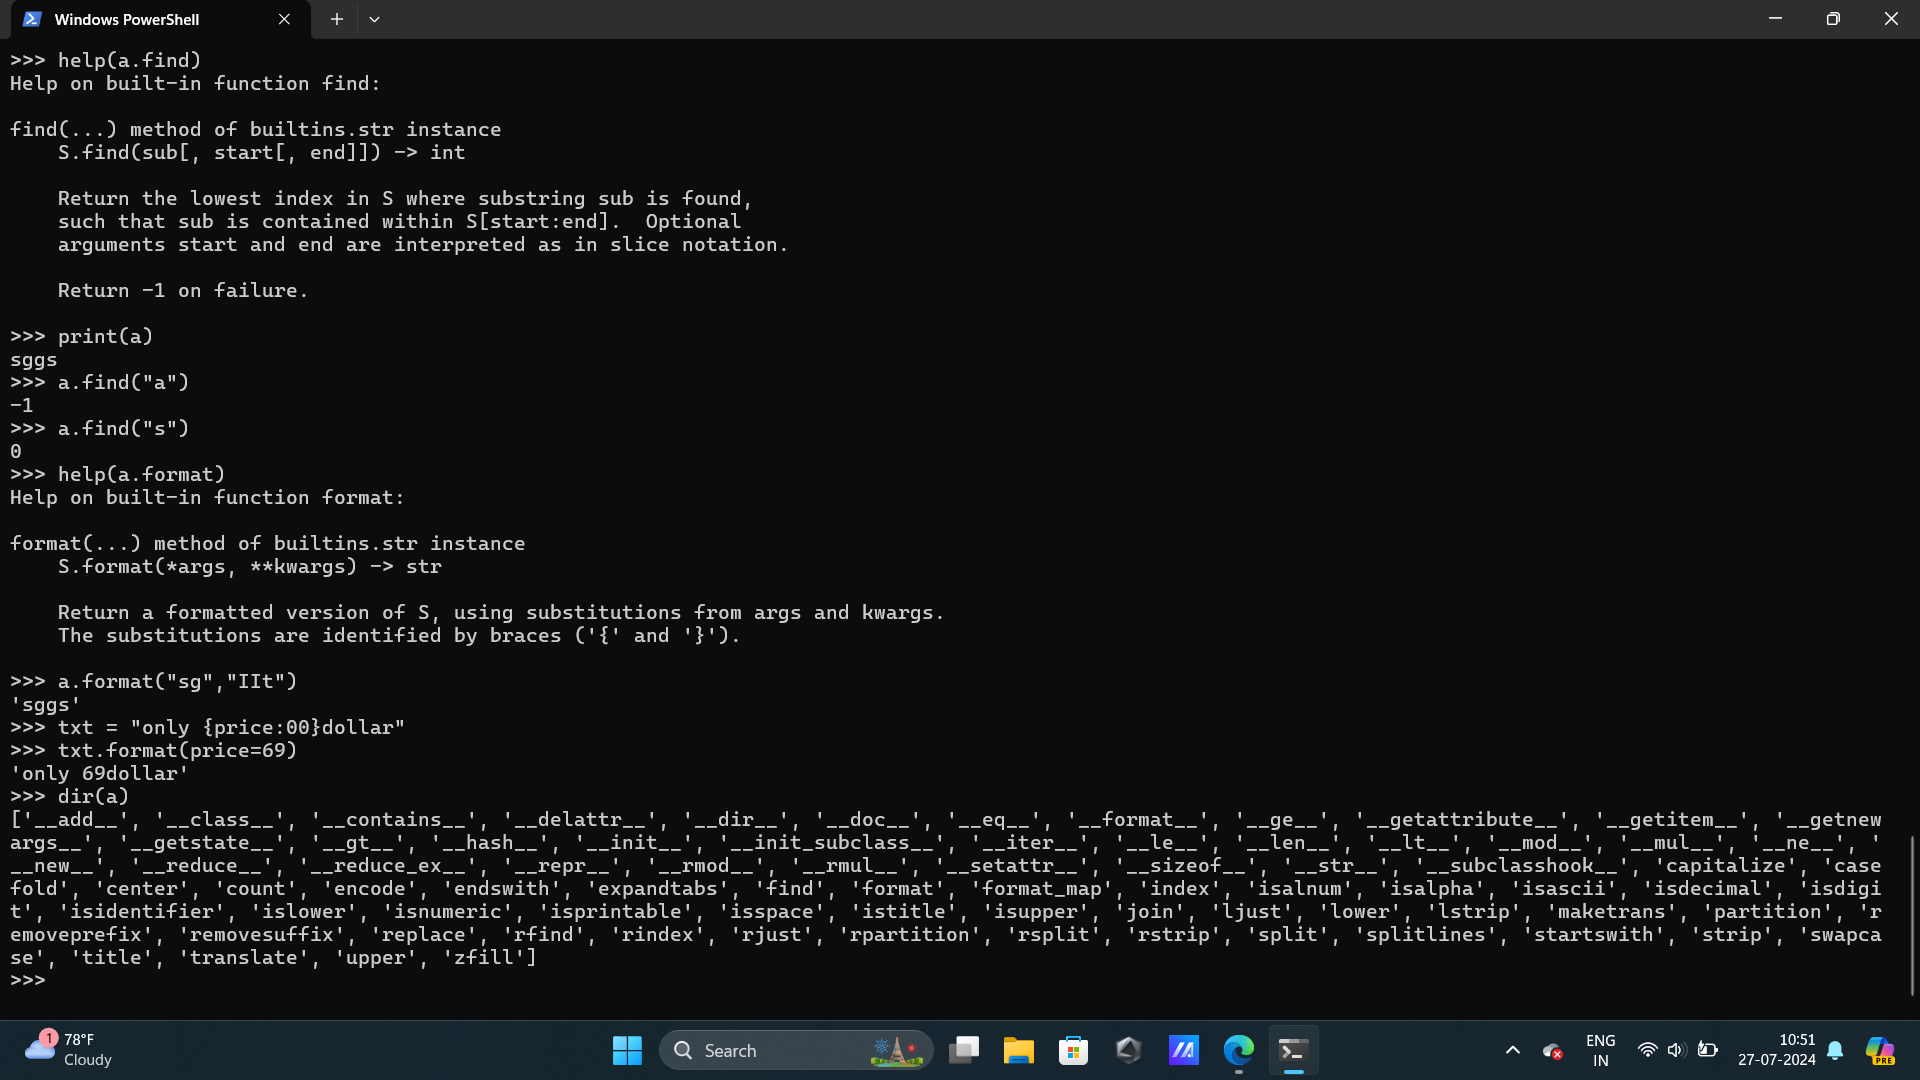 Windows PowerShell
>>> help(a.find)
Help on built-in function find:
find(...) method of builtins.str instance
S.find(sub[, start[, end]]) -> int
Return the lowest index in S where substring sub is found,
such that sub is contained within S[start:end].  Optional
arguments start and end are interpreted as in slice notation.
Return -1 on failure.
>>> print(a)
sggs
>>> a.find("a")
-1
>>> a.find("s")
0
>>> help(a.format)
Help on built-in function format:
format(...) method of builtins.str instance
S.format(*args, **kwargs) -> str
Return a formatted version of S, using substitutions from args and kwargs.
The substitutions are identified by braces ('{' and '}').
>>> a.format("sg","IIt")
'sggs'
>>> txt = "only {price:00}dollar"
>>> txt.format(price=69)
'only 69dollar'
>>> dir(a)
['__add__', '__class__', '__contains__', '__delattr__', '__dir__', '__doc__', '__eq__', '__format__', '__ge__', '__getattribute__', '__getitem__', '__getnew
args__', '__getstate__', '__gt__', '__hash__', '__init__', '__init_subclass__', '__iter__', '__le__', '__len__', '__lt__', '__mod__', '__mul__', '__ne__', '
__new__', '__reduce__', '__reduce_ex__', '__repr__', '__rmod__', '__rmul__', '__setattr__', '__sizeof__', '__str__', '__subclasshook__', 'capitalize', 'case
fold', 'center', 'count', 'encode', 'endswith', 'expandtabs', 'find', 'format', 'format_map', 'index', 'isalnum', 'isalpha', 'isascii', 'isdecimal', 'isdigi
t', 'isidentifier', 'islower', 'isnumeric', 'isprintable', 'isspace', 'istitle', 'isupper', 'join', 'ljust', 'lower', 'lstrip', 'maketrans', 'partition', 'r
emoveprefix', 'removesuffix', 'replace', 'rfind', 'rindex', 'rjust', 'rpartition', 'rsplit', 'rstrip', 'split', 'splitlines', 'startswith', 'strip', 'swapca
se', 'title', 'translate', 'upper', 'zfill']
>>>
1
78°F
Cloudy
Search
ENG
IN
10:51
27-07-2024
PRE